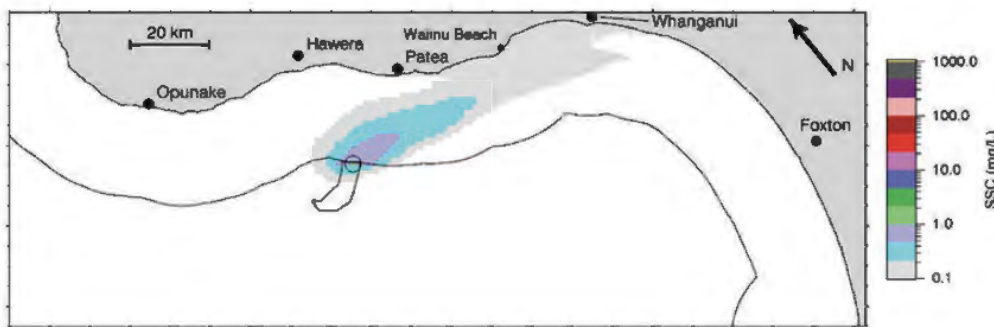 20 km
Opunake
Hawera
Patea
Waiinu Beach
Whanganui
N
Foxton
1000.0
100.0
10.0
1.0
0.1
SSC (mg/L)